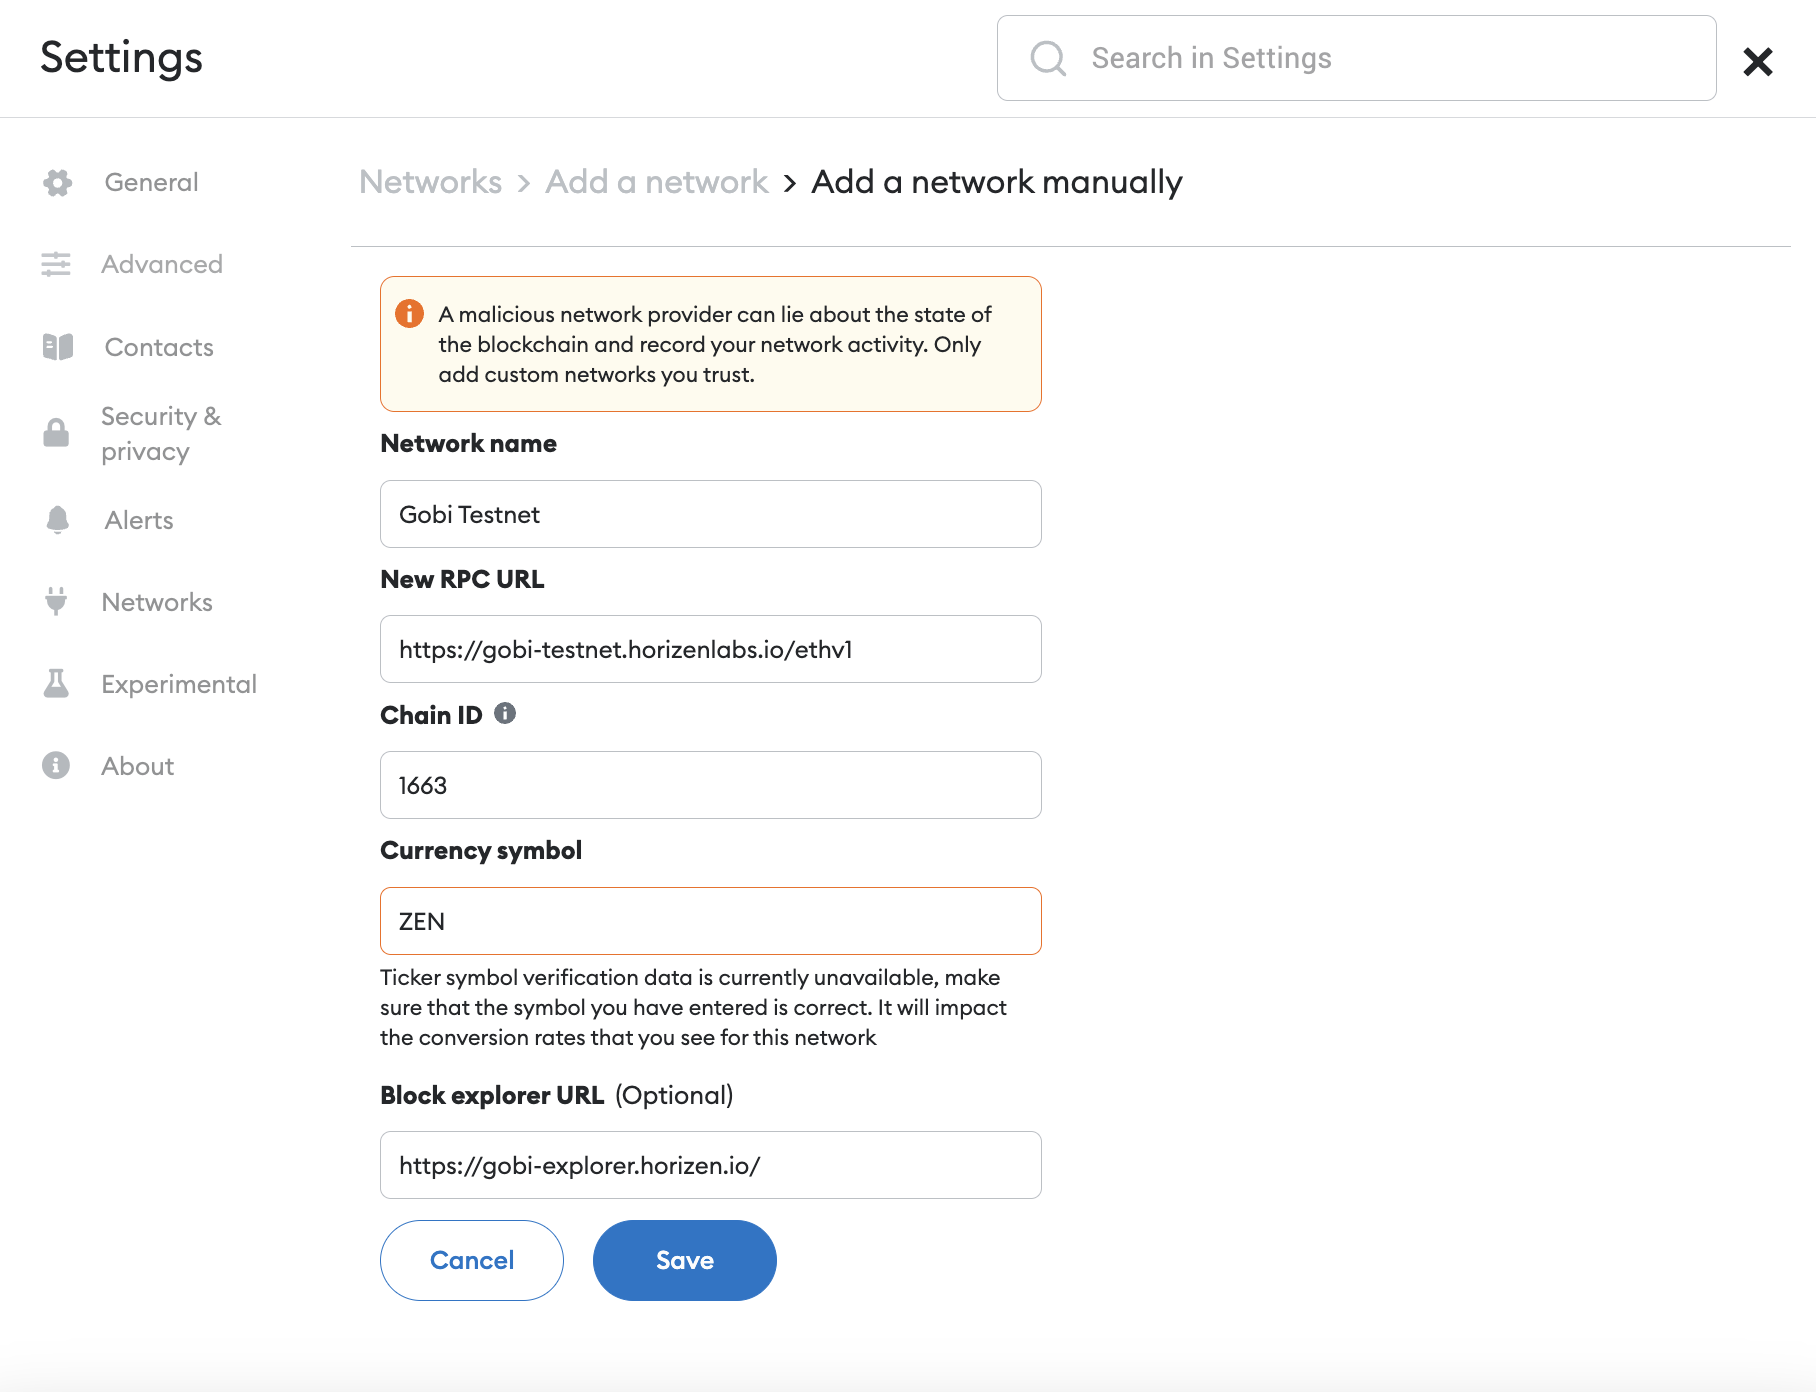 Settings
Search in Settings
General
Advanced
Contacts
Security &
privacy
Alerts
Networks
Experimental
About
Networks > Add a network > Add a network manually
A malicious network provider can lie about the state of
the blockchain and record your network activity. Only
add custom networks you trust.
Network name
Gobi Testnet
New RPC URL
https://gobi-testnet.horizenlabs.io/ethv1
Chain ID
1663
Currency symbol
ZEN
Ticker symbol verification data is currently unavailable, make
sure that the symbol you have entered is correct. It will impact
the conversion rates that you see for this network
Block explorer URL (Optional)
https://gobi-explorer.horizen.io/
Cancel
Save